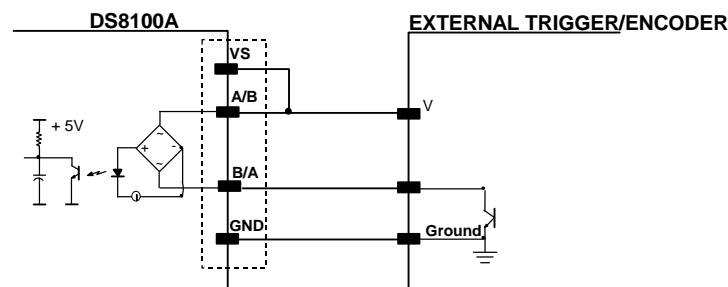 DS8100A
EXTERNAL TRIGGER/ENCODER
VS
A/B
V
+ 5V
+ ~ -
~
B/A
GND
Ground